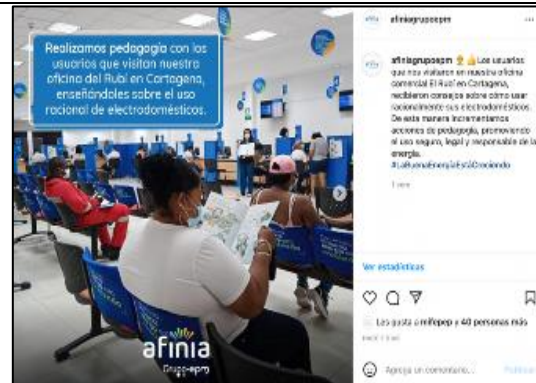 Realizamos pedagogía con los
usuarios que visitan nuestra
oficina del Rubí en Cartagena,
enseñándoles sobre el uso
racional de electrodomésticos.
afinia
Grupo·epm
afiniagrupoepm
afiniagrupoepm Los usuarios
que nos visitaron en nuestra oficina
comercial El Rubí en Cartagena,
recibieron consejos sobre cómo usar
racionalmente sus electrodomésticos.
De esta manera incrementamos
acciones de pedagogía, promoviendo
el uso seguro, legal y responsable de la
energía.
#LaBuenaEnergíaEstáCreciendo
Ver estadísticas
Les gusta a mifepep y 40 personas más
Agrega un comentario...
Publicar